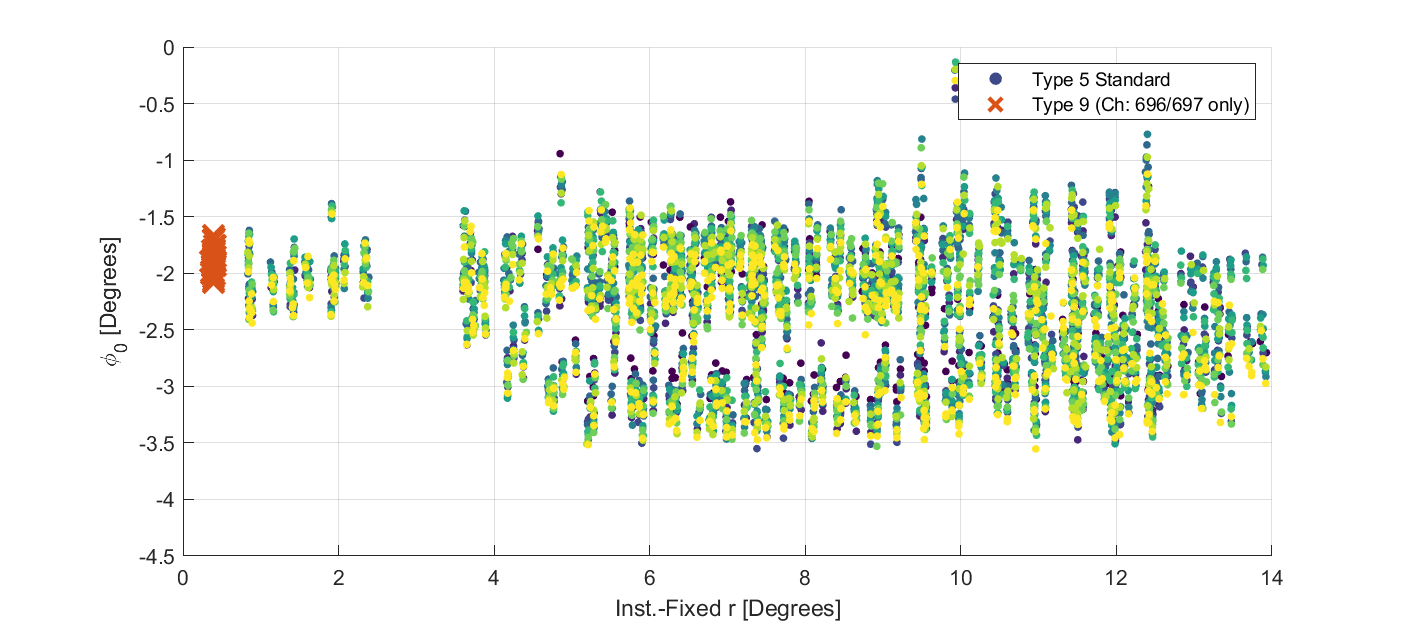 0
-0.5
-1
-1.5
-2
-2.5
-3
-3.5
-4
-4.5
ϕ0 [Degrees]
Type 5 Standard
Type 9 (Ch: 696/697 only)
0 2 4 6 8 10 12 14
Inst.-Fixed r [Degrees]